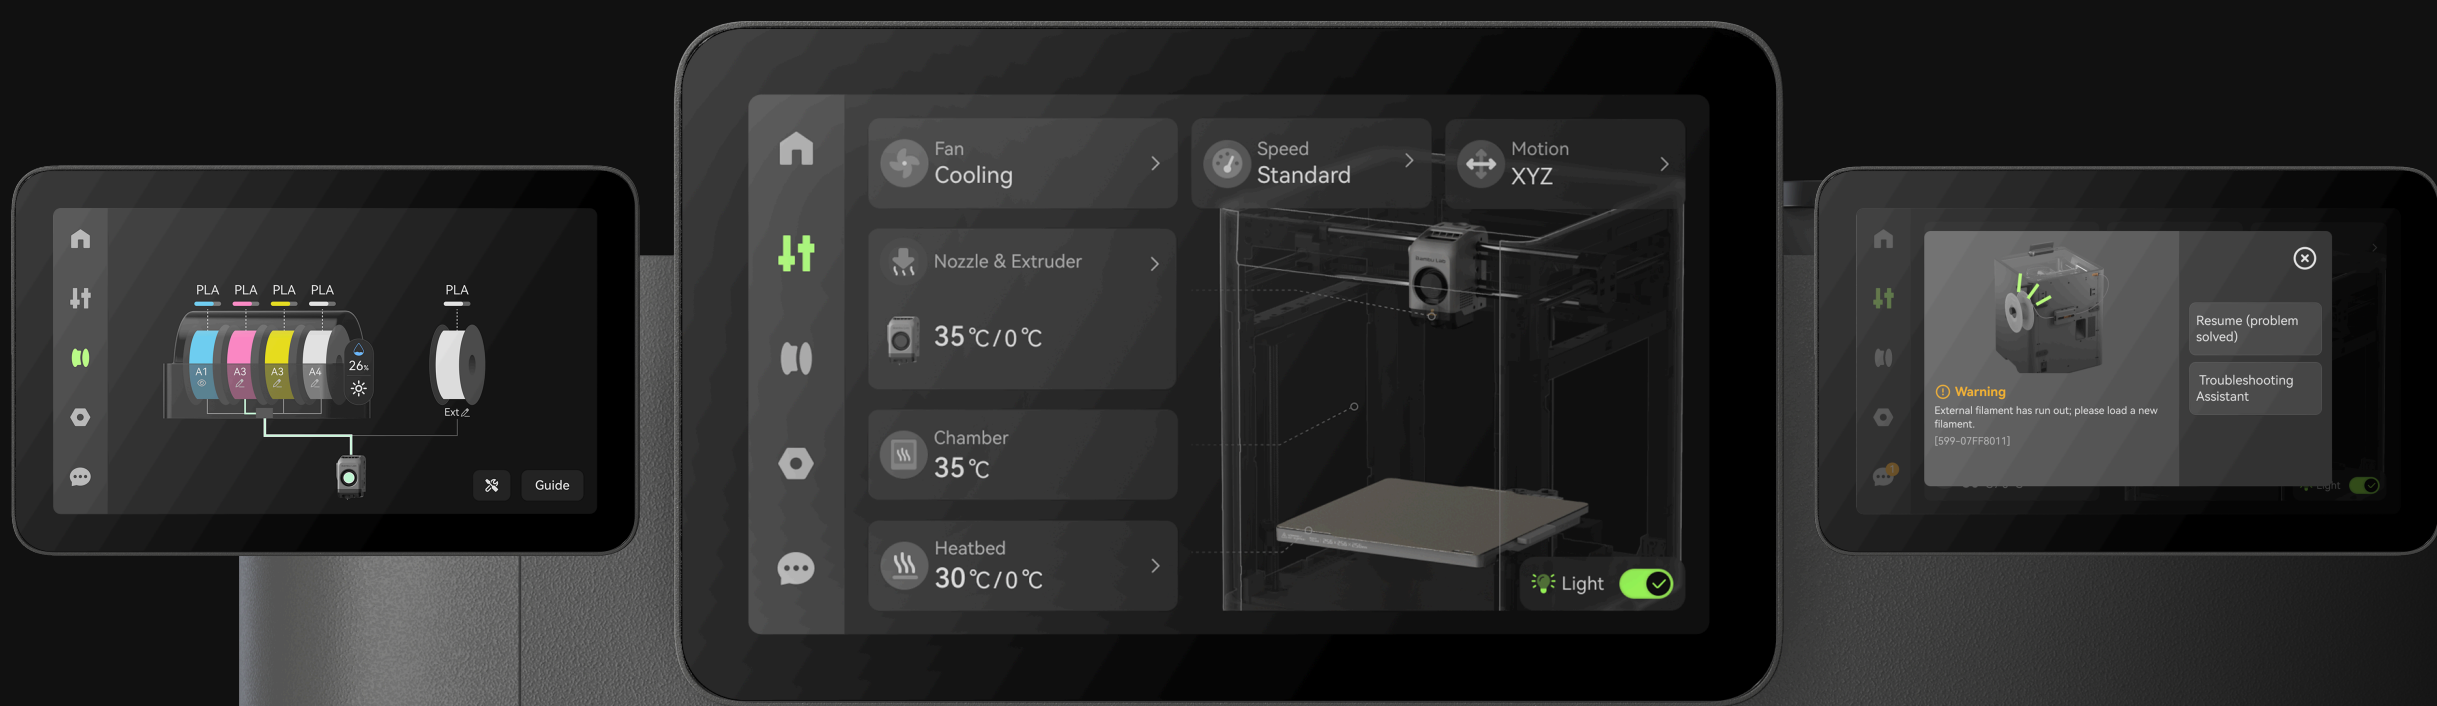 PLA PLA PLA PLA
A1 A3 A3 A4
26%
PLA
Ext
Guide
Fan
Cooling
Speed
Standard
Motion
XYZ
Nozzle & Extruder
35℃/0℃
Chamber
35℃
Heatbed
30℃/0℃
Light
Resume (problem
solved)
Troubleshooting
Assistant
Warning
External filament has run out; please load a new
filament.
[599-07FF8011]
1
Light